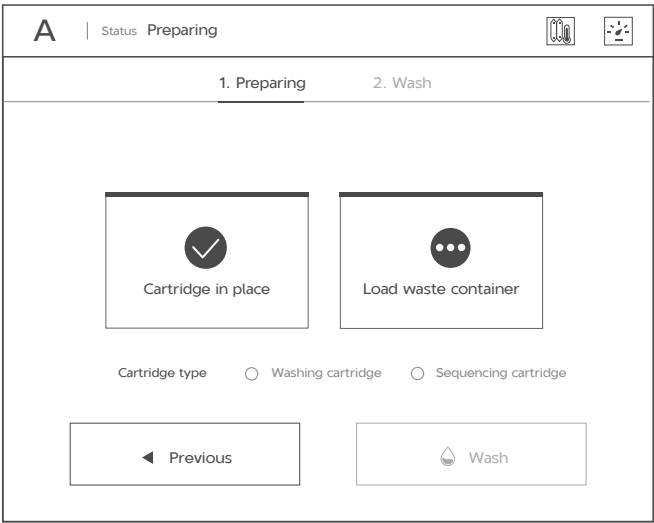 A Status Preparing
1. Preparing 2. Wash
Cartridge in place Load waste container
Cartridge type Washing cartridge Sequencing cartridge
Previous Wash